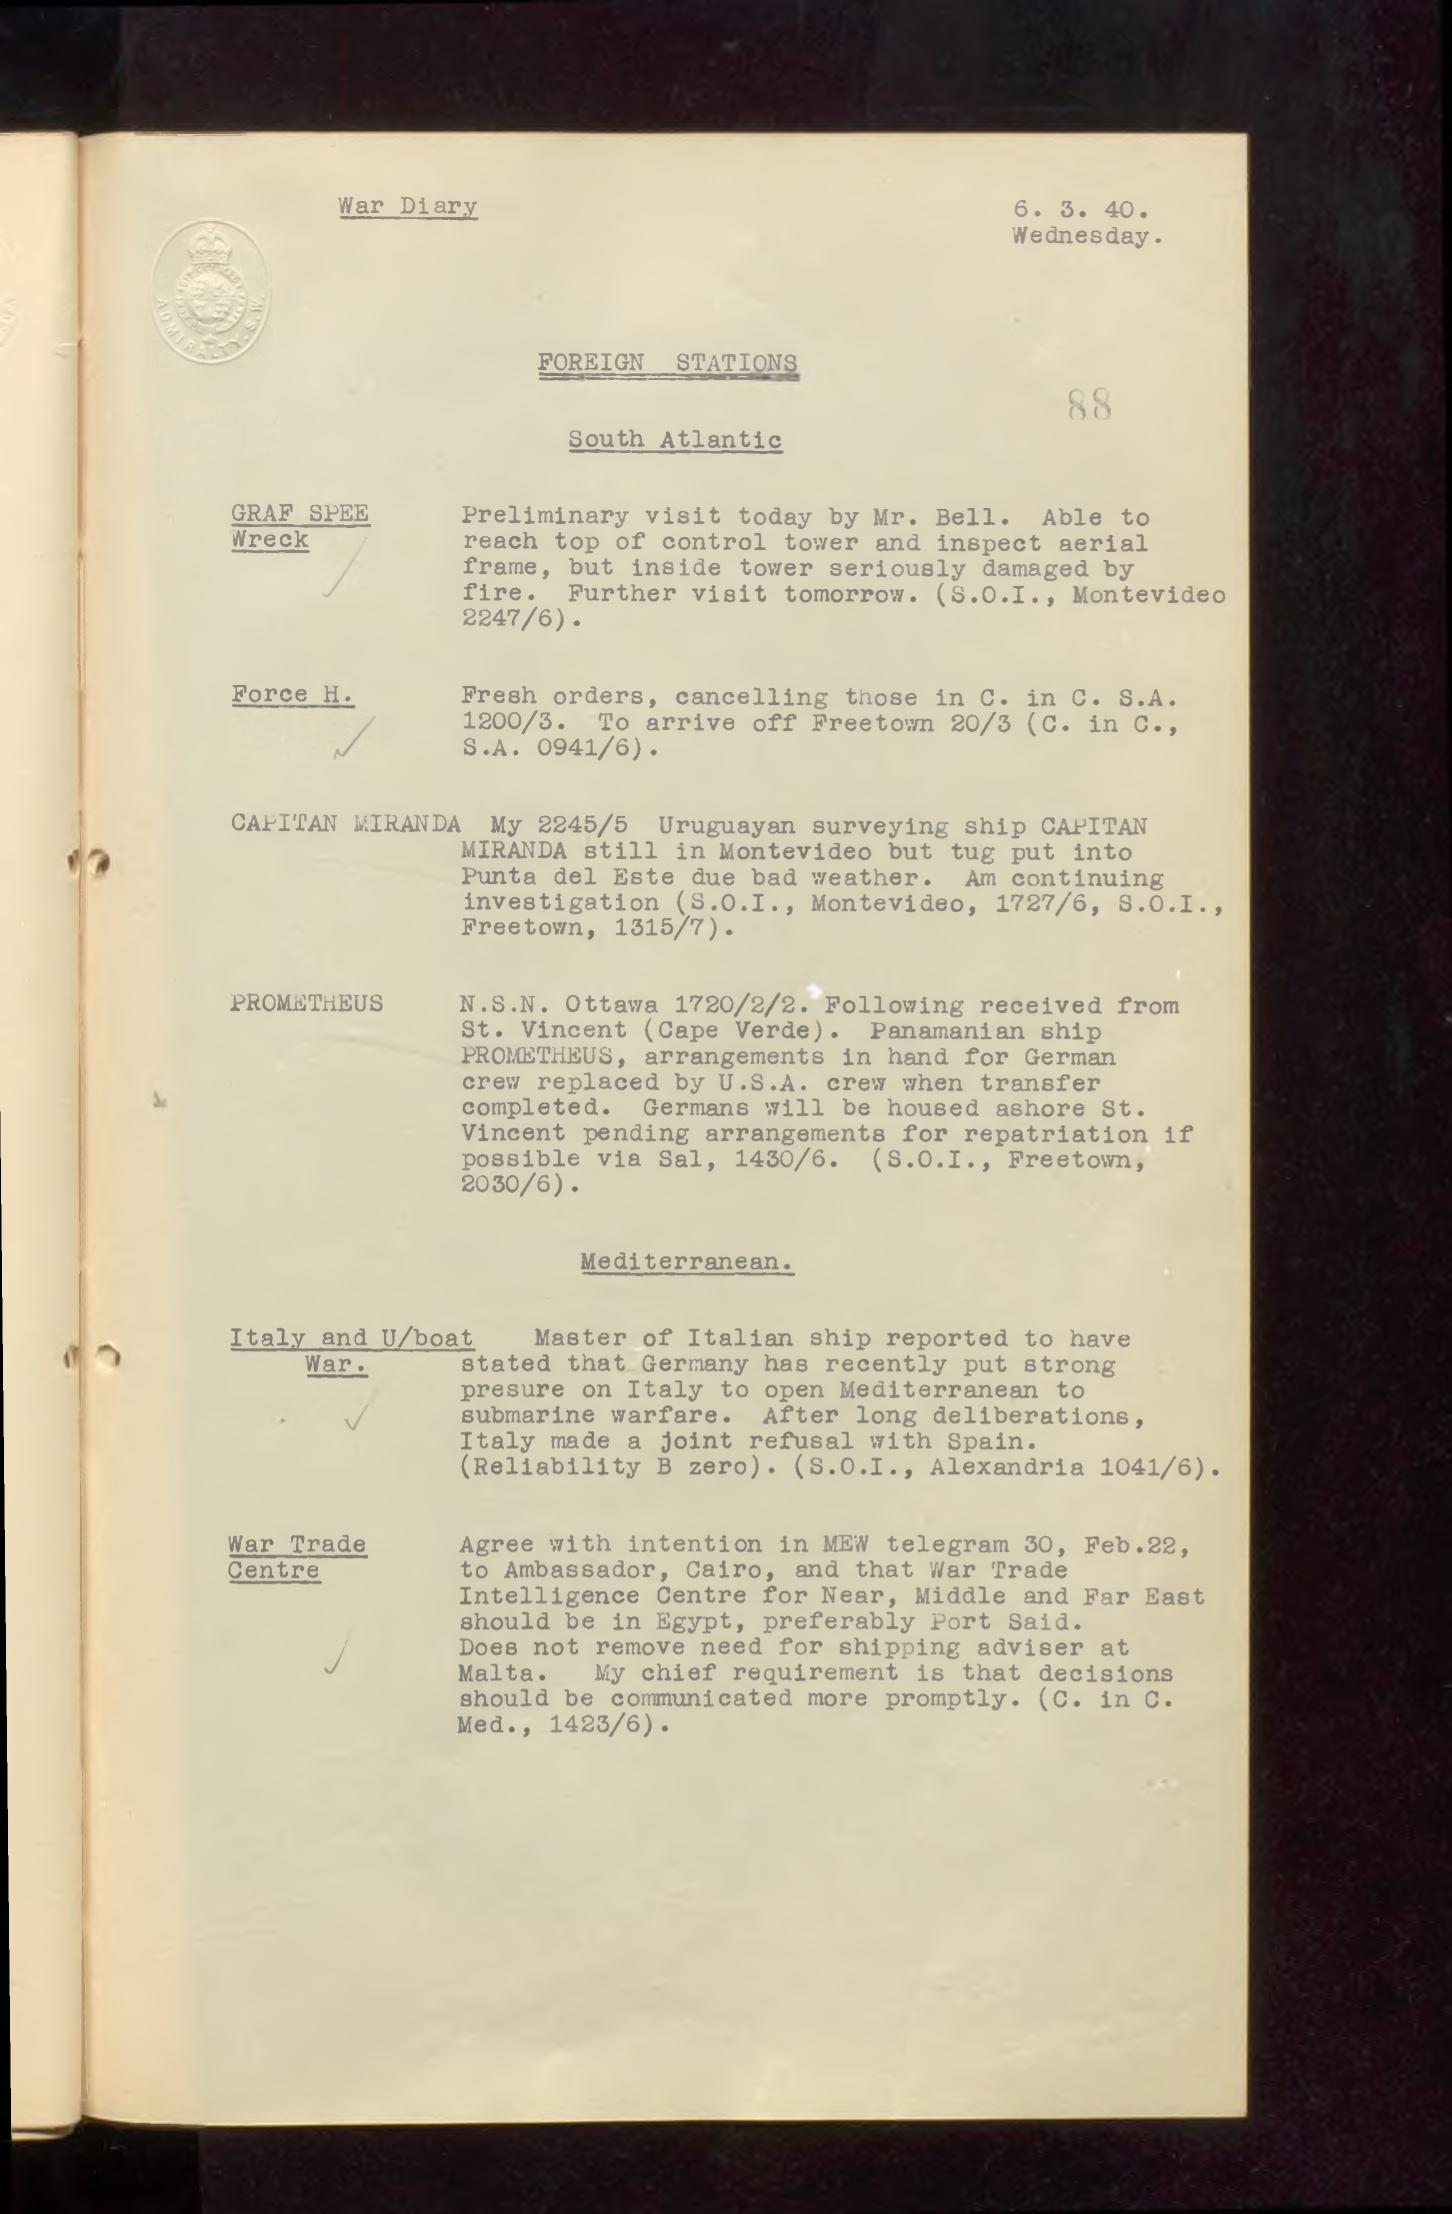 War Diary
6. 3. 40.
Wednesday.
ADMIRALTY. S.W.
FOREIGN STATIONS
88
South Atlantic
GRAF SPEE Preliminary visit today by Mr. Bell. Able to
Wreck reach top of control tower and inspect aerial
frame, but inside tower seriously damaged by
fire. Further visit tomorrow. (S.O.I., Montevideo
2247/6).
Force H. Fresh orders, cancelling those in C. in C. S.A.
1200/3. To arrive off Freetown 20/3 (C. in C.,
S.A. 0941/6).
CAPITAN MIRANDA My 2245/5 Uruguayan surveying ship CAPITAN
MIRANDA still in Montevideo but tug put into
Punta del Este due bad weather. Am continuing
investigation (S.O.I., Montevideo, 1727/6, S.O.I.,
Freetown, 1315/7).
PROMETHEUS N.S.N. Ottawa 1720/2/2. Following received from
St. Vincent (Cape Verde). Panamanian ship
PROMETHEUS, arrangements in hand for German
crew replaced by U.S.A. crew when transfer
completed. Germans will be housed ashore St.
Vincent pending arrangements for repatriation if
possible via Sal, 1430/6. (S.O.I., Freetown,
2030/6).
Mediterranean.
Italy and U/boat Master of Italian ship reported to have
War. stated that Germany has recently put strong
presure on Italy to open Mediterranean to
submarine warfare. After long deliberations,
Italy made a joint refusal with Spain.
(Reliability B zero). (S.O.I., Alexandria 1041/6).
War Trade Agree with intention in MEW telegram 30, Feb.22,
Centre to Ambassador, Cairo, and that War Trade
Intelligence Centre for Near, Middle and Far East
should be in Egypt, preferably Port Said.
Does not remove need for shipping adviser at
Malta. My chief requirement is that decisions
should be communicated more promptly. (C. in C.
Med., 1423/6).